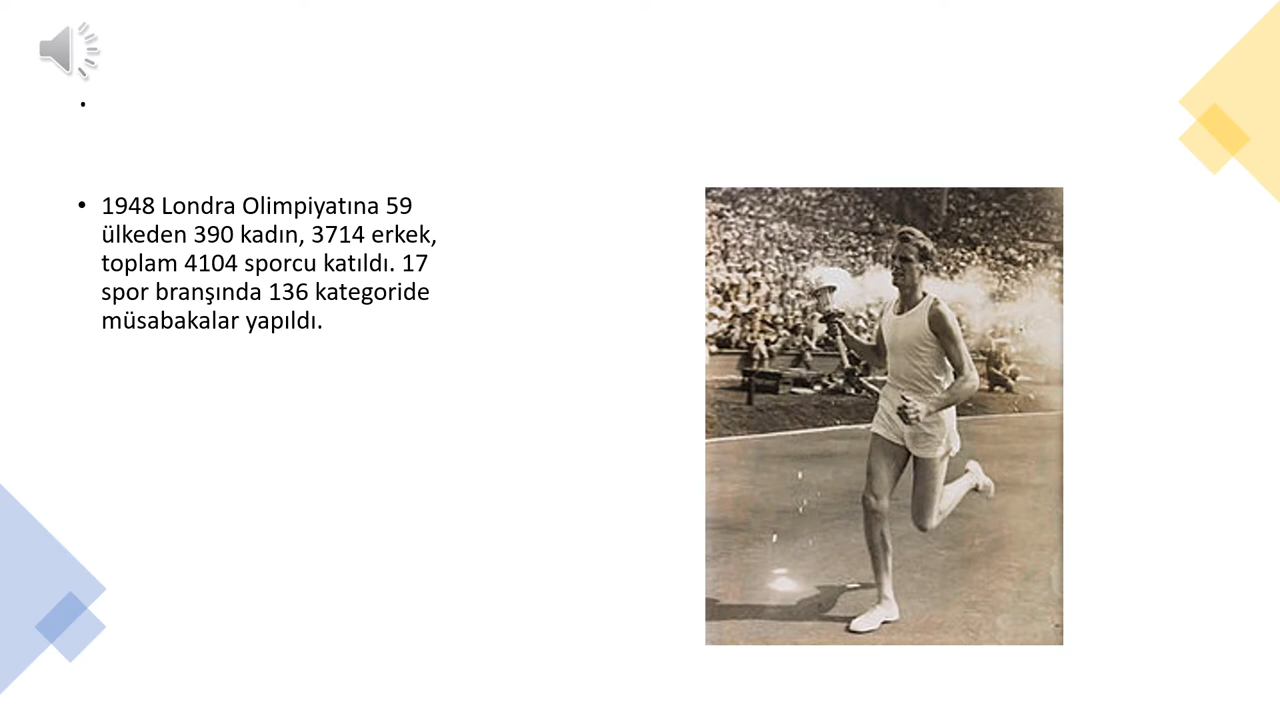 .
• 1948 Londra Olimpiyatına 59
ülkeden 390 kadın, 3714 erkek,
toplam 4104 sporcu katıldı. 17
spor branşında 136 kategoride
müsabakalar yapıldı.